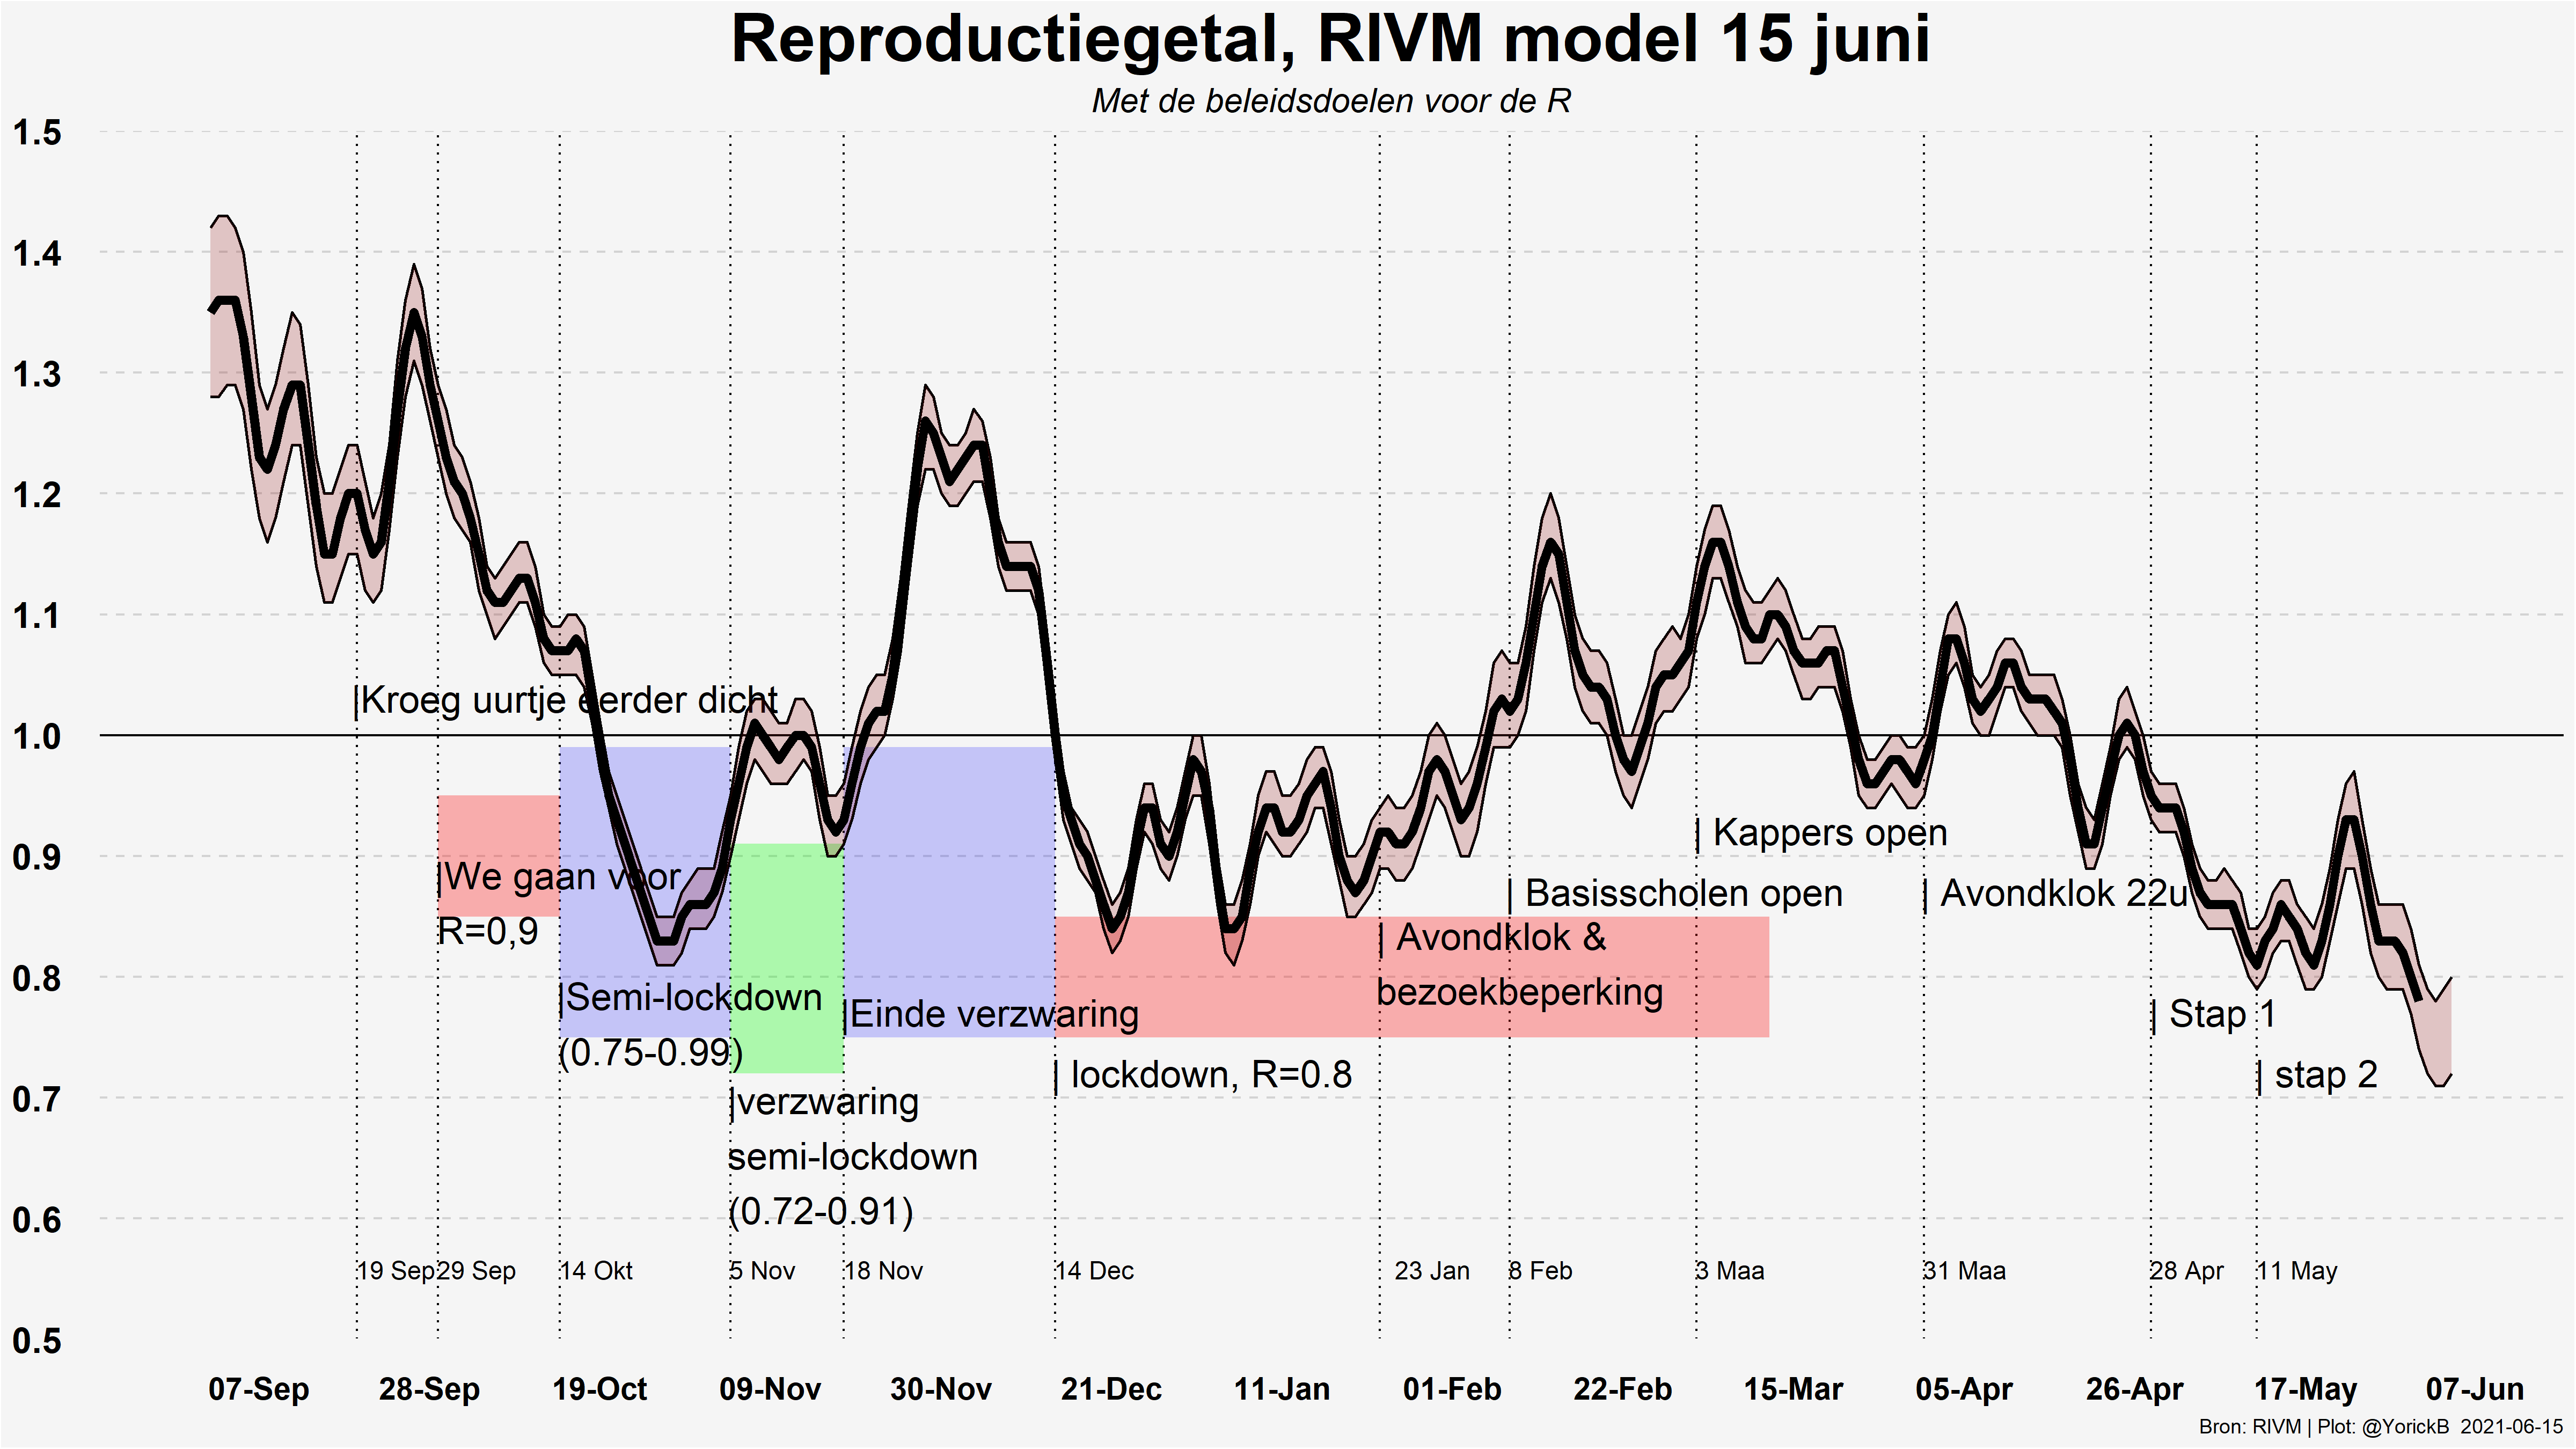 Reproductiegetal, RIVM model 15 juni
Met de beleidsdoelen voor de R
1.5
1.4
1.3
1.2
1.1
1.0
0.9
0.8
0.7
0.6
0.5
|Kroeg uurtje eerder dicht
|We gaan voor
R=0,9
|Semi-lockdown
(0.75-0.99)
|verzwaring
semi-lockdown
(0.72-0.91)
|Einde verzwaring
| lockdown, R=0.8
| Avondklok &
bezoekbeperking
| Basisscholen open
| Kappers open
| Avondklok 22u
| Stap 1
| stap 2
19 Sep
29 Sep
14 Okt
5 Nov
18 Nov
14 Dec
23 Jan
8 Feb
3 Maa
31 Maa
28 Apr
11 May
07-Sep
28-Sep
19-Oct
09-Nov
30-Nov
21-Dec
11-Jan
01-Feb
22-Feb
15-Mar
05-Apr
26-Apr
17-May
07-Jun
Bron: RIVM | Plot: @YorickB 2021-06-15